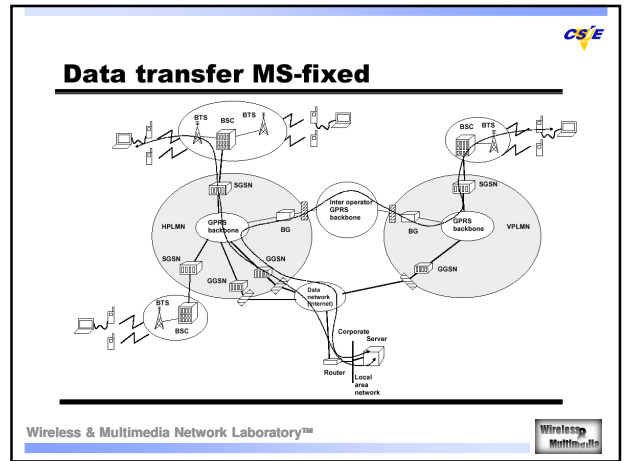 CS/E
Data transfer MS-fixed
BTS
BSC
BTS
BSC
BTS
SGSN
SGSN
HPLMN
GPRS
backbone
BG
Inter operator
GPRS
backbone
BG
GPRS
backbone
VPLMN
SGSN
GGSN
GGSN
GGSN
Data
network
(Internet)
BTS
BSC
Corporate
Server
Router
Local
area
network
Wireless & Multimedia Network Laboratory™
Wireless
Multimedia